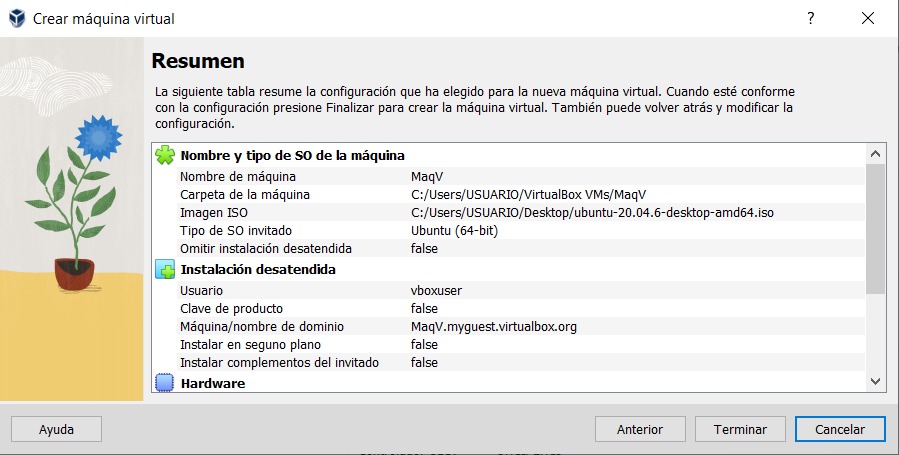 Crear máquina virtual
Resumen
La siguiente tabla resume la configuración que ha elegido para la nueva máquina virtual. Cuando esté conforme
con la configuración presione Finalizar para crear la máquina virtual. También puede volver atrás y modificar la
configuración.
Nombre y tipo de SO de la máquina
Nombre de máquina MaqV
Carpeta de la máquina C:/Users/USUARIO/VirtualBox VMs/MaqV
Imagen ISO C:/Users/USUARIO/Desktop/ubuntu-20.04.6-desktop-amd64.iso
Tipo de SO invitado Ubuntu (64-bit)
Omitir instalación desatendida false
Instalación desatendida
Usuario vboxuser
Clave de producto false
Máquina/nombre de dominio MaqV.myguest.virtualbox.org
Instalar en seguno plano false
Instalar complementos del invitado false
Hardware
Ayuda Anterior Terminar Cancelar